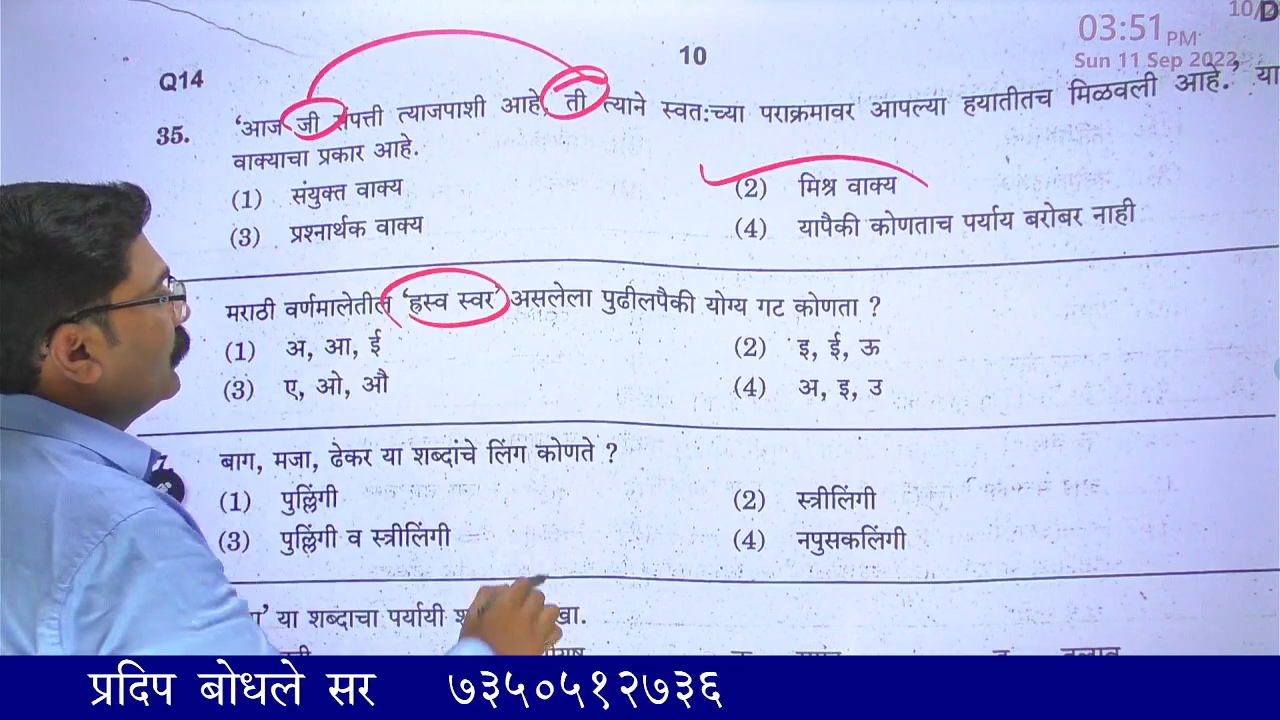 03:51 PM
10/
D
Sun 11 Sep 2022
10
Q14
35. 'आज जी संपत्ती त्याजपाशी आहे, ती त्याने स्वत:च्या पराक्रमावर आपल्या हयातीतच मिळवली आहे.' या
वाक्याचा प्रकार आहे.
(1) संयुक्त वाक्य (2) मिश्र वाक्य
(3) प्रश्नार्थक वाक्य (4) यापैकी कोणताच पर्याय बरोबर नाही
मराठी वर्णमालेतील 'ह्रस्व स्वर' असलेला पुढीलपैकी योग्य गट कोणता ?
(1) अ, आ, ई (2) इ, ई, ऊ
(3) ए, ओ, औ (4) अ, इ, उ
बाग, मजा, ढेकर या शब्दांचे लिंग कोणते ?
(1) पुल्लिंगी (2) स्त्रीलिंगी
(3) पुल्लिंगी व स्त्रीलिंगी (4) नपुसकलिंगी
या शब्दाचा पर्यायी
प्रदिप बोधले सर ७३५०५१२७३६